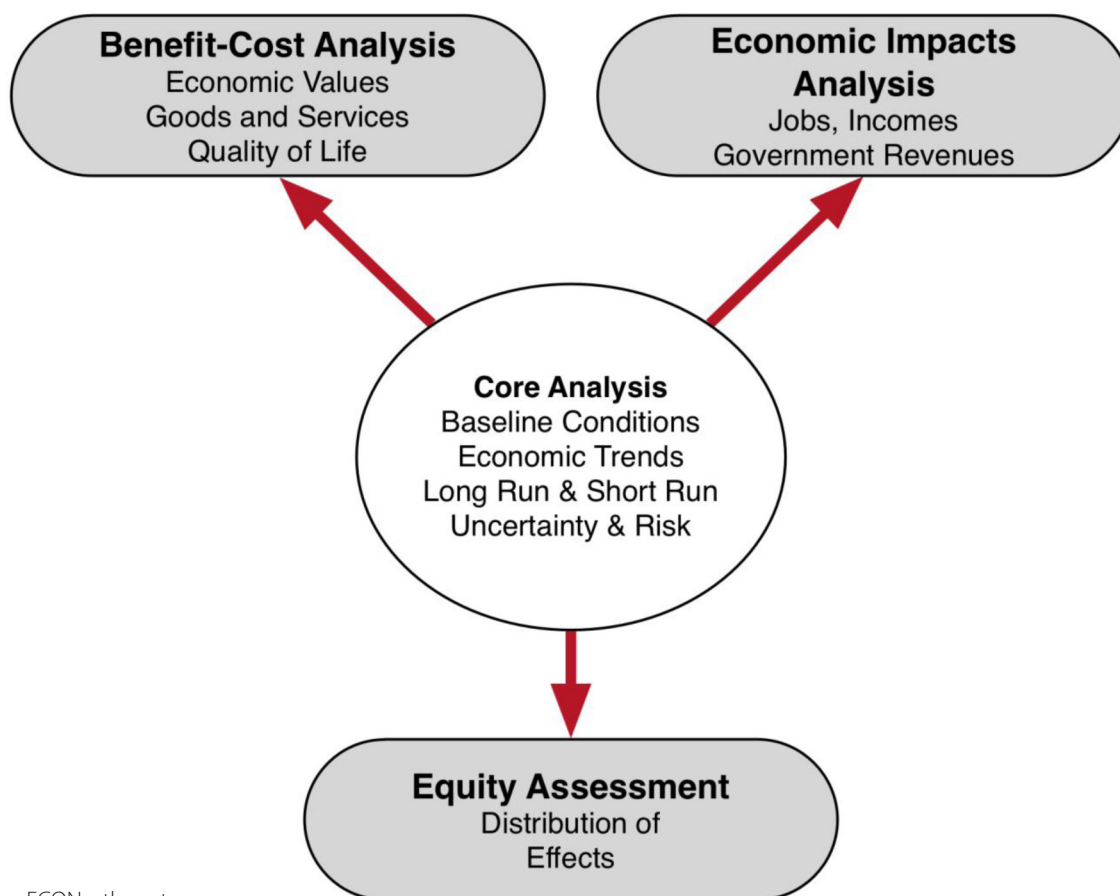 Benefit-Cost Analysis
Economic Values
Goods and Services
Quality of Life
Economic Impacts
Analysis
Jobs, Incomes
Government Revenues
Core Analysis
Baseline Conditions
Economic Trends
Long Run & Short Run
Uncertainty & Risk
Equity Assessment
Distribution of
Effects